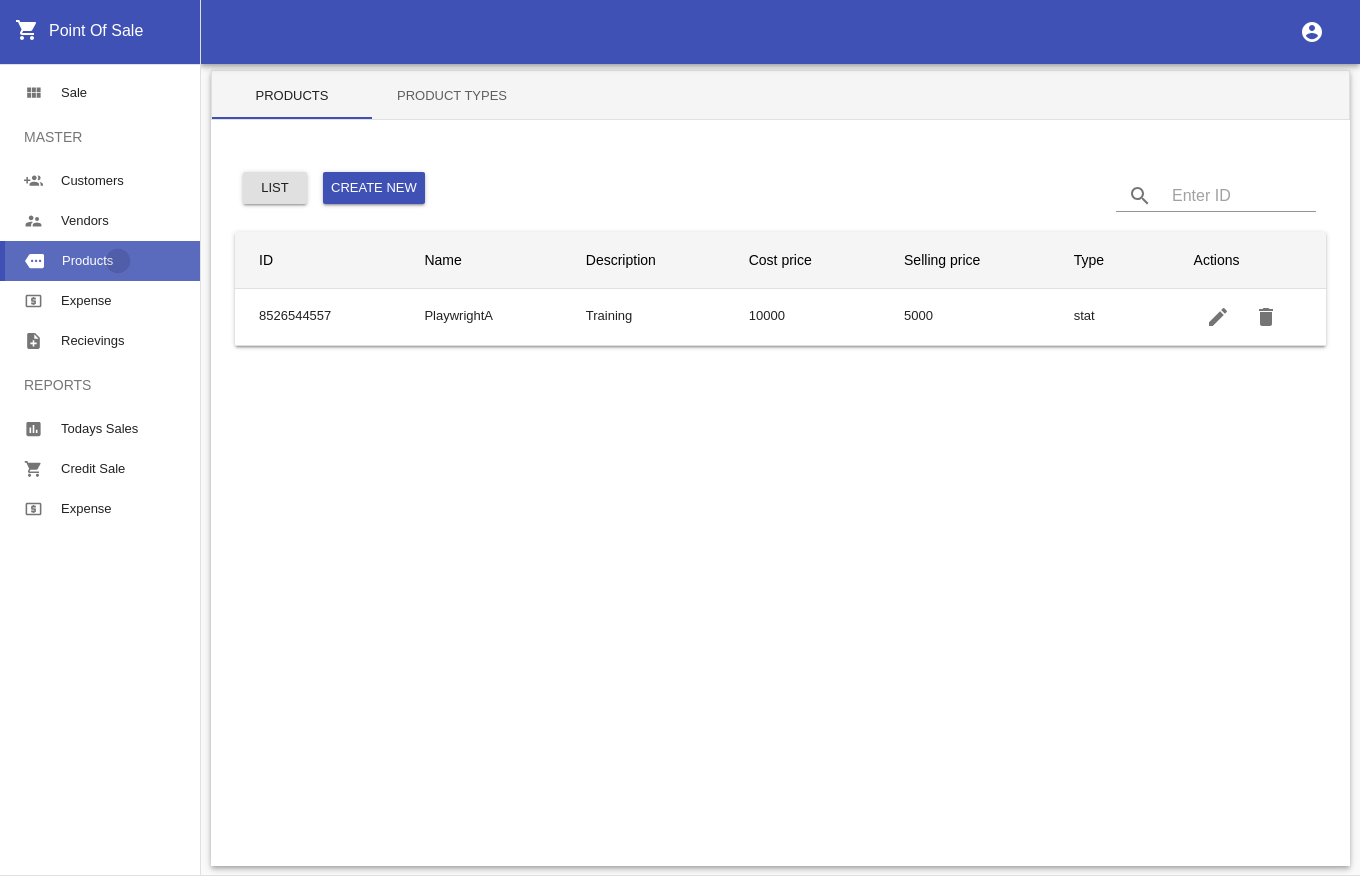 Point Of Sale
Sale
MASTER
Customers
Vendors
Products
Expense
Recievings
REPORTS
Todays Sales
Credit Sale
Expense
PRODUCTS PRODUCT TYPES
LIST CREATE NEW
Enter ID
ID Name Description Cost price Selling price Type Actions
8526544557 PlaywrightA Training 10000 5000 stat